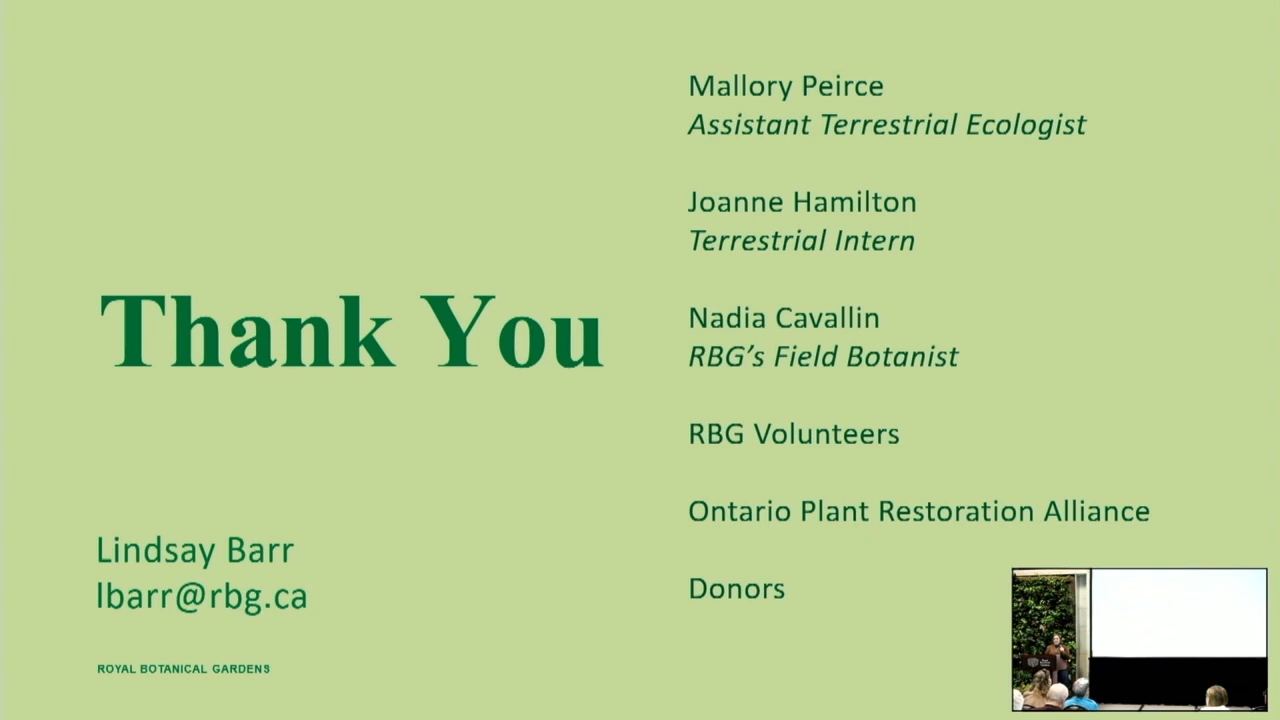 Thank You
Lindsay Barr
lbarr@rbg.ca
ROYAL BOTANICAL GARDENS
Mallory Peirce
Assistant Terrestrial Ecologist
Joanne Hamilton
Terrestrial Intern
Nadia Cavallin
RBG’s Field Botanist
RBG Volunteers
Ontario Plant Restoration Alliance
Donors